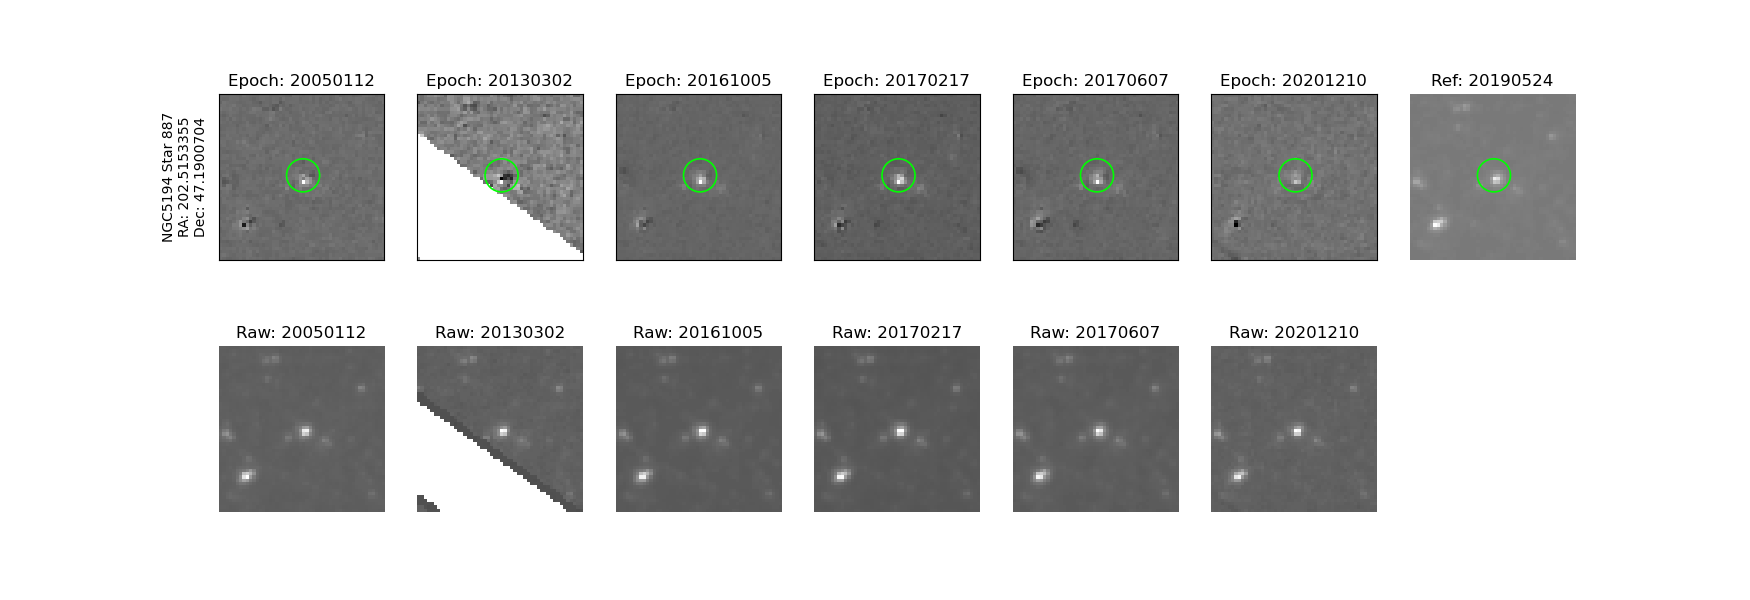 Epoch: 20050112
Epoch: 20130302
Epoch: 20161005
Epoch: 20170217
Epoch: 20170607
Epoch: 20201210
Ref: 20190524
NGC5194 Star 887
RA: 202.5153355
Dec: 47.1900704
Raw: 20050112
Raw: 20130302
Raw: 20161005
Raw: 20170217
Raw: 20170607
Raw: 20201210